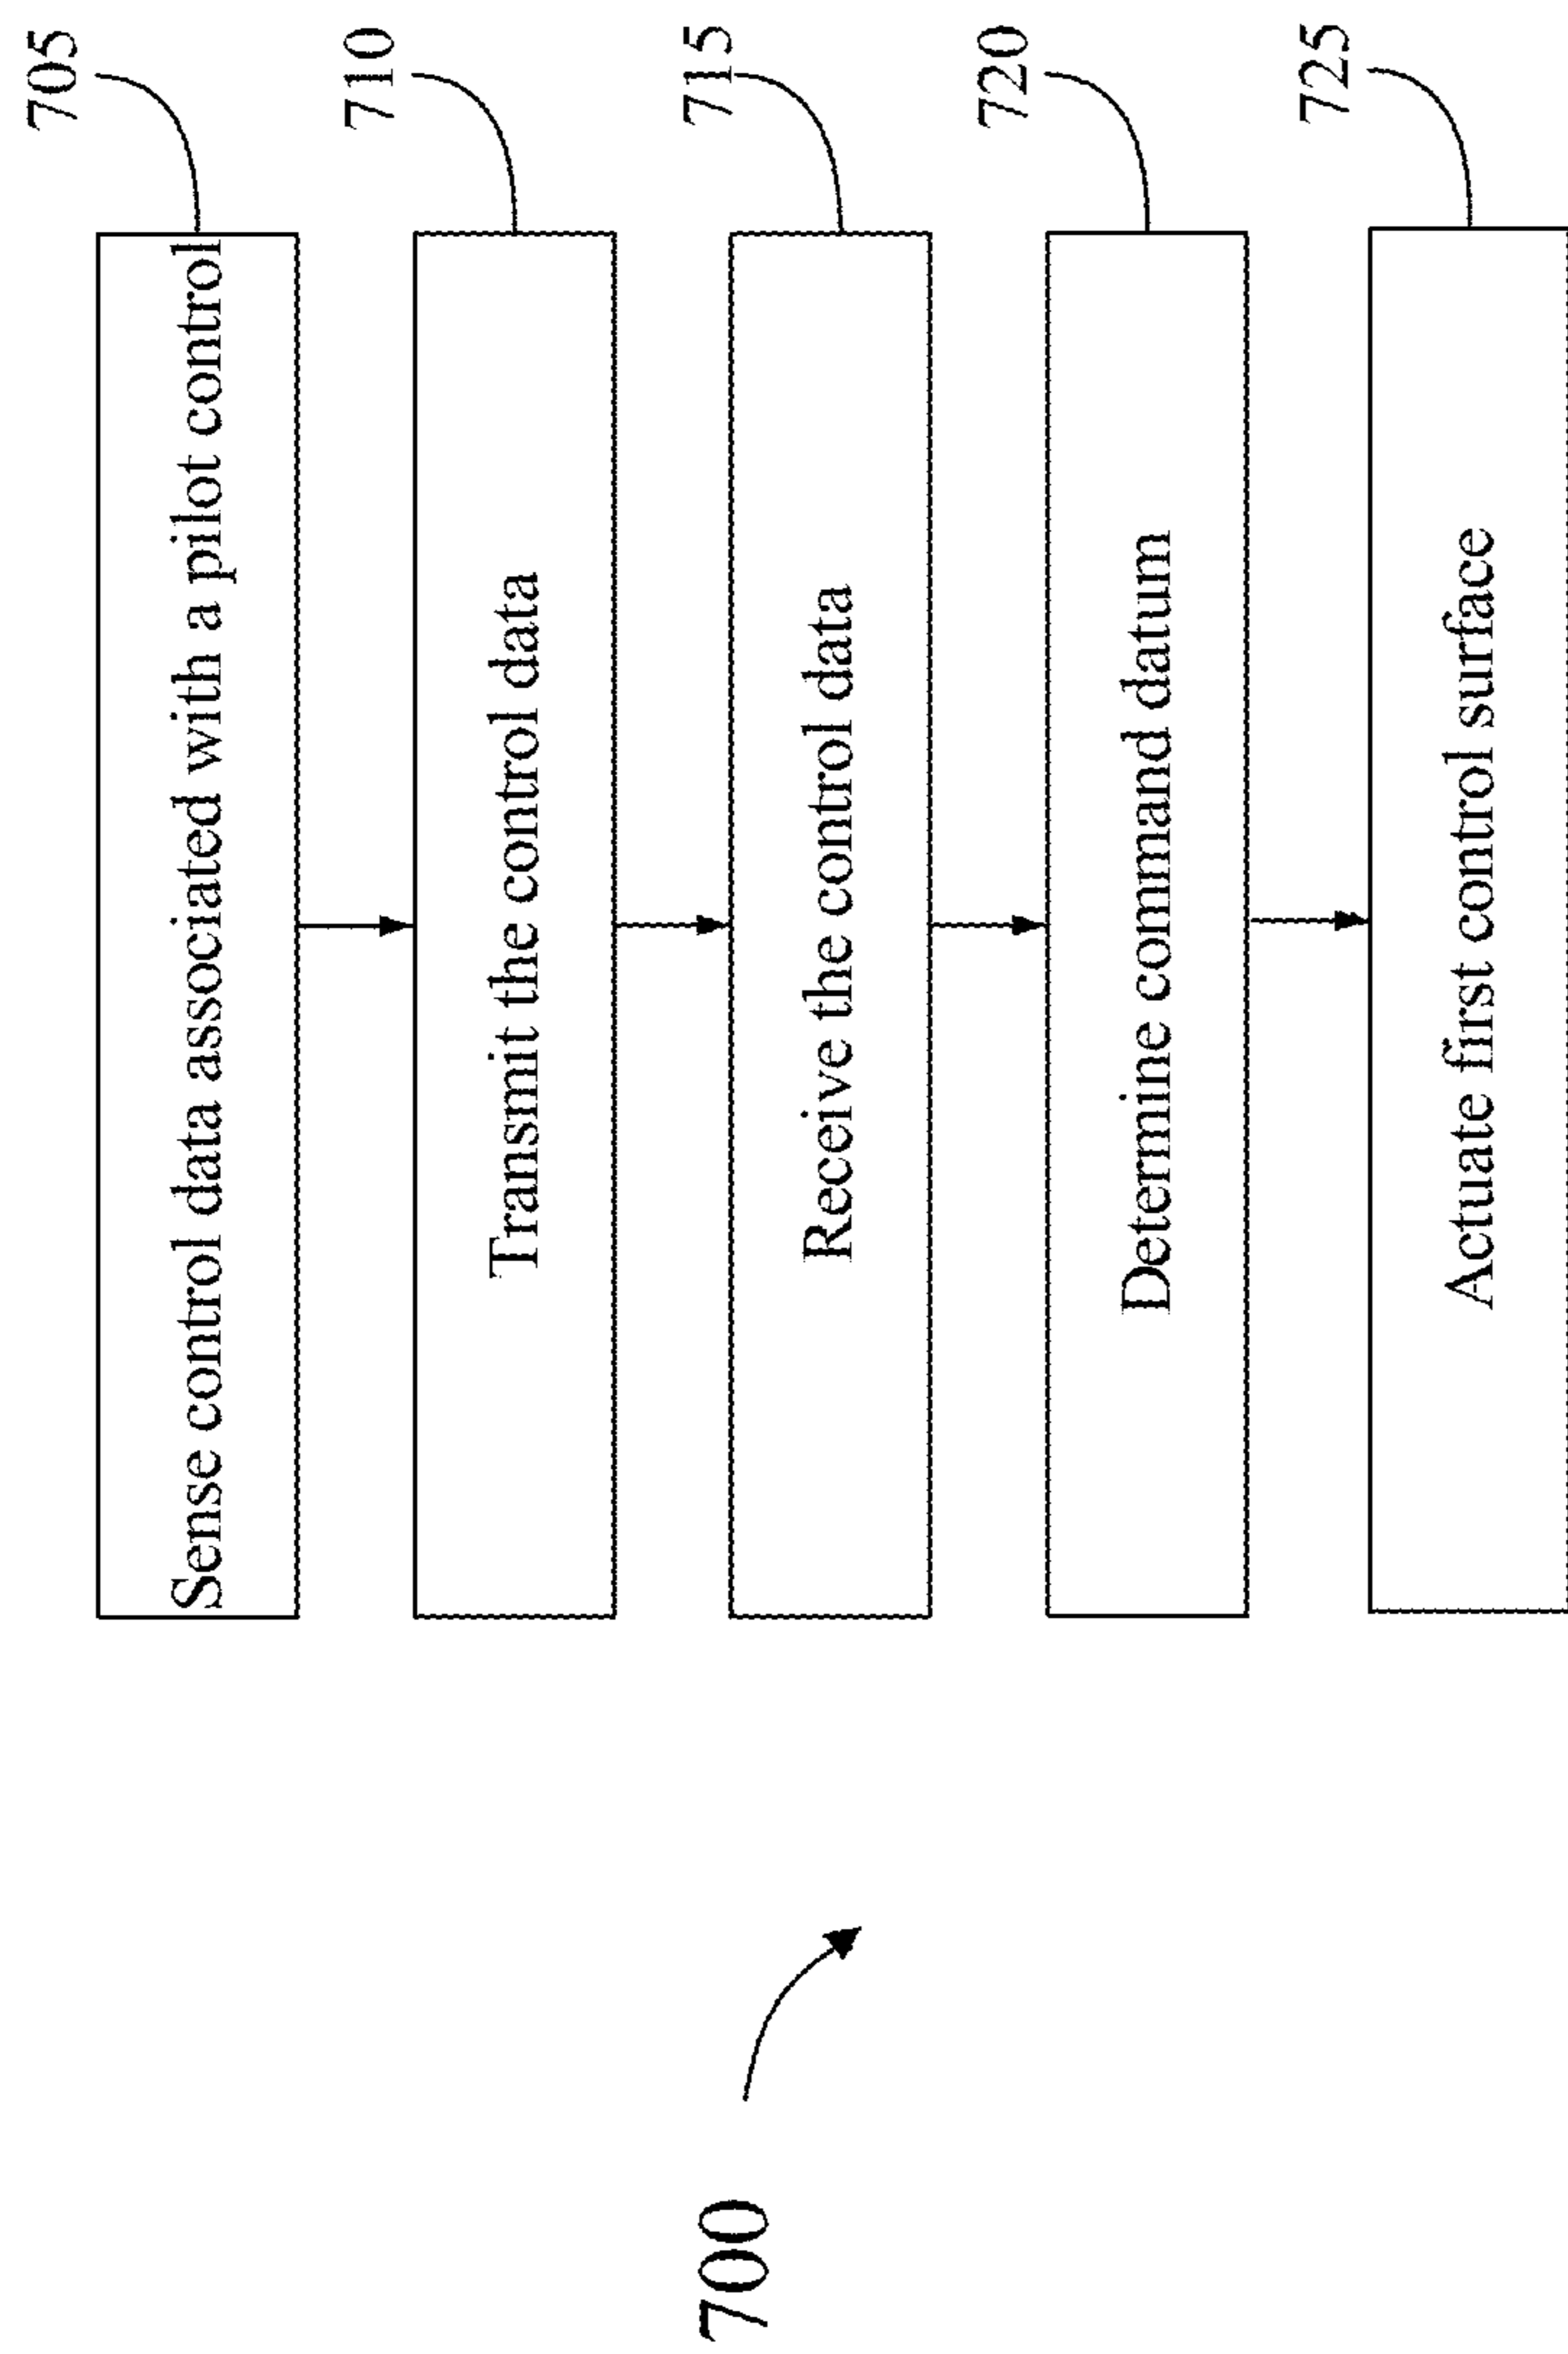 705
Sense control data associated with a pilot control
710
Transmit the control data
715
Receive the control data
720
Determine command datum
725
Actuate first control surface
700